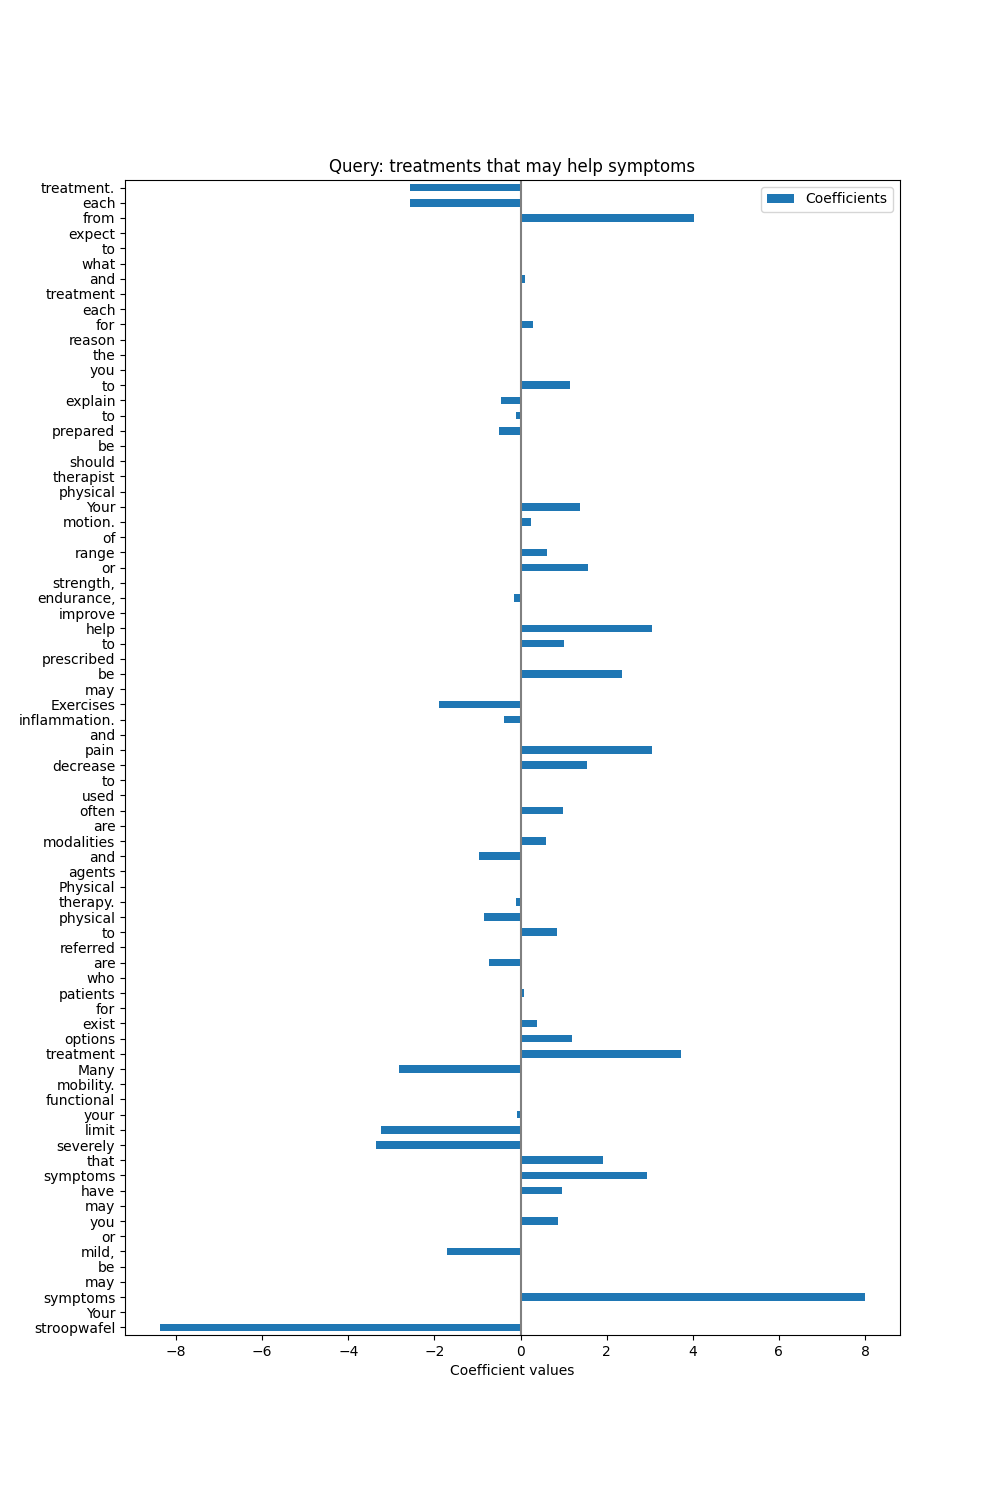 Query: treatments that may help symptoms
Coefficients
treatment.
each
from
expect
to
what
and
treatment
each
for
reason
the
you
to
explain
to
prepared
be
should
therapist
physical
Your
motion.
of
range
or
strength,
endurance,
improve
help
to
prescribed
be
may
Exercises
inflammation.
and
pain
decrease
to
used
often
are
modalities
and
agents
Physical
therapy.
physical
to
referred
are
who
patients
for
exist
options
treatment
Many
mobility.
functional
your
limit
severely
that
symptoms
have
may
you
or
mild,
be
may
symptoms
Your
stroopwafel
−8 −6 −4 −2 0 2 4 6 8
Coefficient values